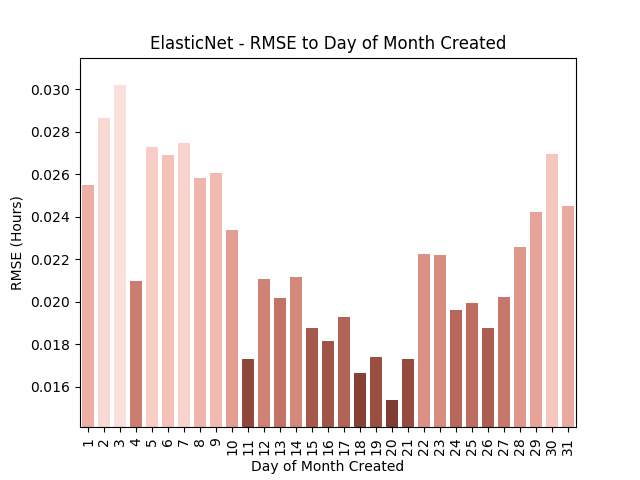 ElasticNet - RMSE to Day of Month Created
RMSE (Hours)
0.030
0.028
0.026
0.024
0.022
0.020
0.018
0.016
1 2 3 4 5 6 7 8 9 10 11 12 13 14 15 16 17 18 19 20 21 22 23 24 25 26 27 28 29 30 31
Day of Month Created